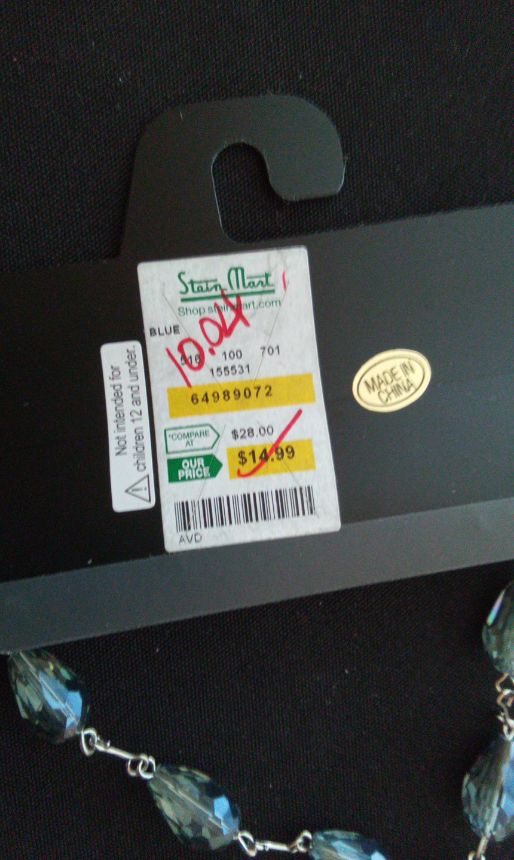 Stein Mart
Shop.steinmart.com
BLUE
10.04
516 100 701
155531
64989072
*COMPARE AT $28.00
OUR PRICE $14.99
AVD
Not intended for
children 12 and under.
MADE IN
CHINA